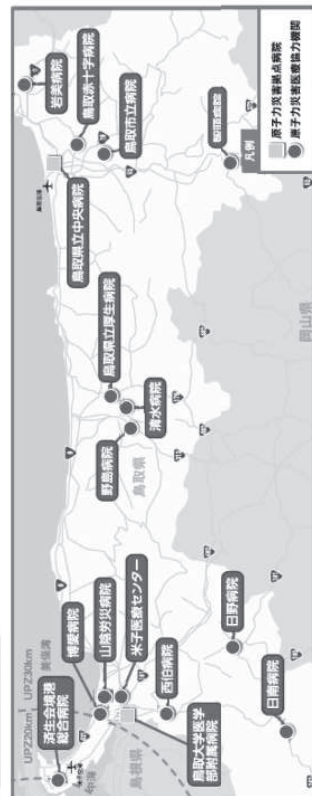 UPZ20km
UPZ30km
美保湾
中海
済生会境港
総合病院
博愛病院
山陰労災病院
米子医療センター
西伯病院
鳥取大学医学
部附属病院
島根県
日野病院
日南病院
野島病院
鳥取県立厚生病院
清水病院
鳥取県
岡山県
鳥取県立中央病院
岩美病院
鳥取赤十字病院
鳥取市立病院
智頭病院
凡例
原子力災害拠点病院
原子力災害医療協力機関